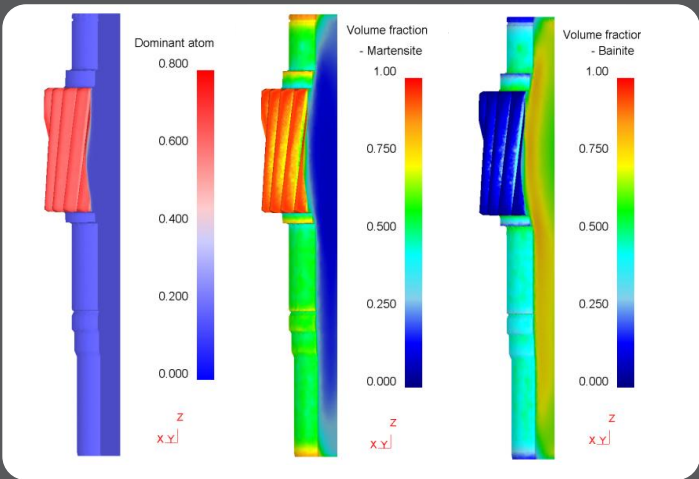 Dominant atom
0.800
0.600
0.400
0.200
0.000
Z
X Y
Volume fraction
- Martensite
1.00
0.750
0.500
0.250
0.000
Z
X Y
Volume fractior
- Bainite
1.00
0.750
0.500
0.250
0.000
Z
X Y